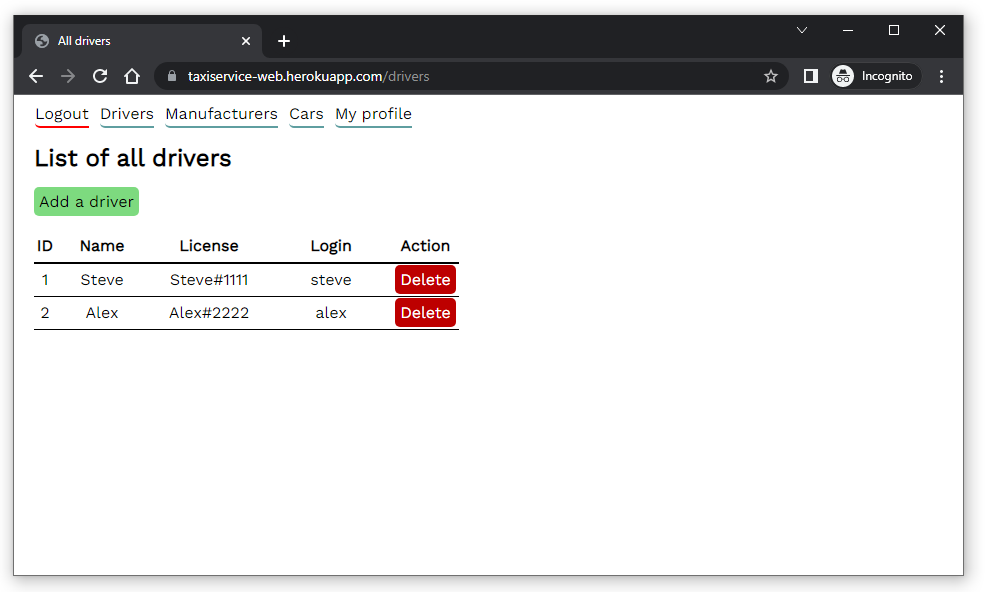 All drivers
taxiservice-web.herokuapp.com/drivers
Incognito
Logout Drivers Manufacturers Cars My profile
List of all drivers
Add a driver
ID Name License Login Action
1 Steve Steve#1111 steve Delete
2 Alex Alex#2222 alex Delete